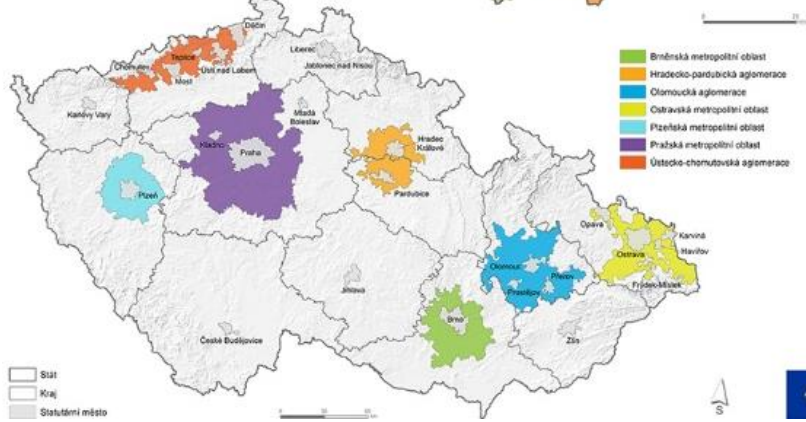 Děčín
Liberec
Jablonec nad Nisou
Teplice
Chomutov
Ústí nad Labem
Most
Karlovy Vary
Mladá
Boleslav
Kladno
Praha
Hradec
Králové
Pardubice
Plzeň
Opava
Karviná
Havířov
Ostrava
Frýdek-Místek
Olomouc
Přerov
Prostějov
Jihlava
Brno
Zlín
České Budějovice
Brněnská metropolitní oblast
Hradecko-pardubická aglomerace
Olomoucká aglomerace
Ostravská metropolitní oblast
Plzeňská metropolitní oblast
Pražská metropolitní oblast
Ústecko-chomutovská aglomerace
Stát
Kraj
Statutární město
S